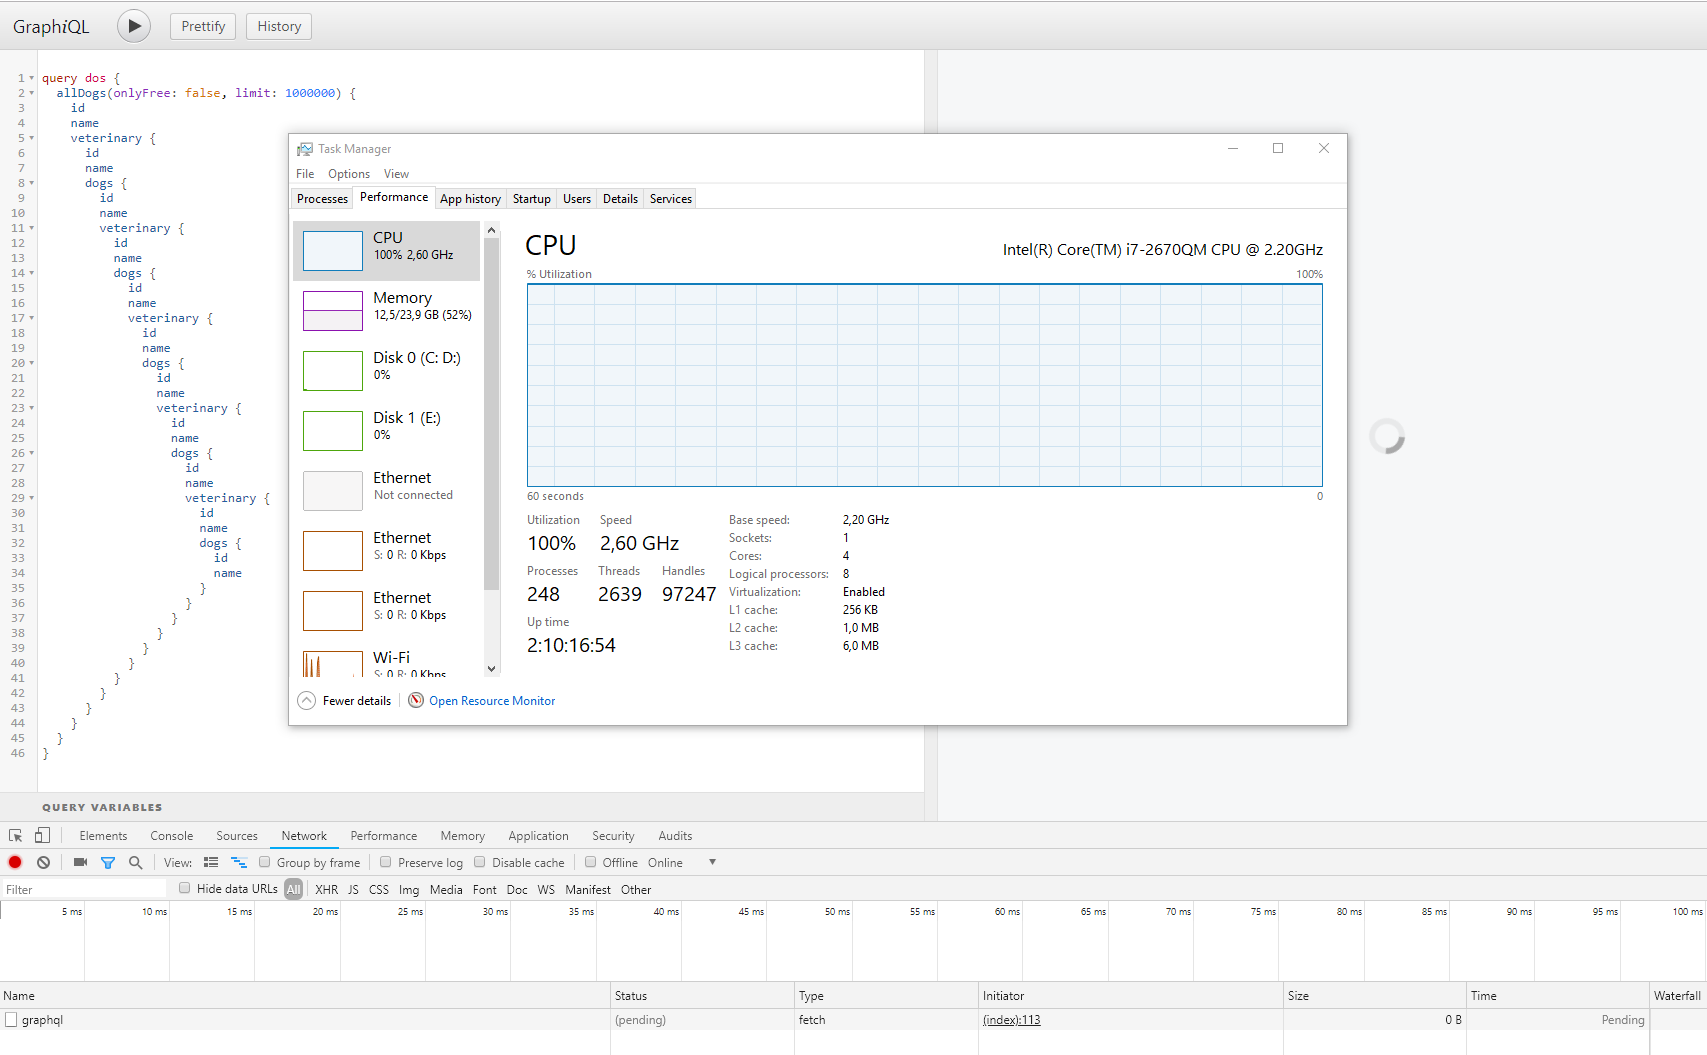 GraphiQL Prettify History
1 query dos {
2 allDogs(onlyFree: false, limit: 1000000) {
3 id
4 name
5 veterinary {
6 id
7 name
8 dogs {
9 id
10 name
11 veterinary {
12 id
13 name
14 dogs {
15 id
16 name
17 veterinary {
18 id
19 name
20 dogs {
21 id
22 name
23 veterinary {
24 id
25 name
26 dogs {
27 id
28 name
29 veterinary {
30 id
31 name
32 dogs {
33 id
34 name
35 }
36 }
37 }
38 }
39 }
40 }
41 }
42 }
43 }
44 }
45 }
46 }
Task Manager
File Options View
Processes Performance App history Startup Users Details Services
CPU
100% 2,60 GHz
Memory
12,5/23,9 GB (52%)
Disk 0 (C: D:)
0%
Disk 1 (E:)
0%
Ethernet
Not connected
Ethernet
S: 0 R: 0 Kbps
Ethernet
S: 0 R: 0 Kbps
Wi-Fi
S: 0 R: 0 Kbps
CPU Intel(R) Core(TM) i7-2670QM CPU @ 2.20GHz
% Utilization 100%
60 seconds 0
Utilization Speed
100% 2,60 GHz
Processes Threads Handles
248 2639 97247
Up time
2:10:16:54
Base speed: 2,20 GHz
Sockets: 1
Cores: 4
Logical processors: 8
Virtualization: Enabled
L1 cache: 256 KB
L2 cache: 1,0 MB
L3 cache: 6,0 MB
Fewer details Open Resource Monitor
QUERY VARIABLES
Elements Console Sources Network Performance Memory Application Security Audits
View: Group by frame Preserve log Disable cache Offline Online
Filter Hide data URLs All XHR JS CSS Img Media Font Doc WS Manifest Other
5 ms 10 ms 15 ms 20 ms 25 ms 30 ms 35 ms 40 ms 45 ms 50 ms 55 ms 60 ms 65 ms 70 ms 75 ms 80 ms 85 ms 90 ms 95 ms 100 ms
Name Status Type Initiator Size Time Waterfall
graphql (pending) fetch (index):113 0 B Pending